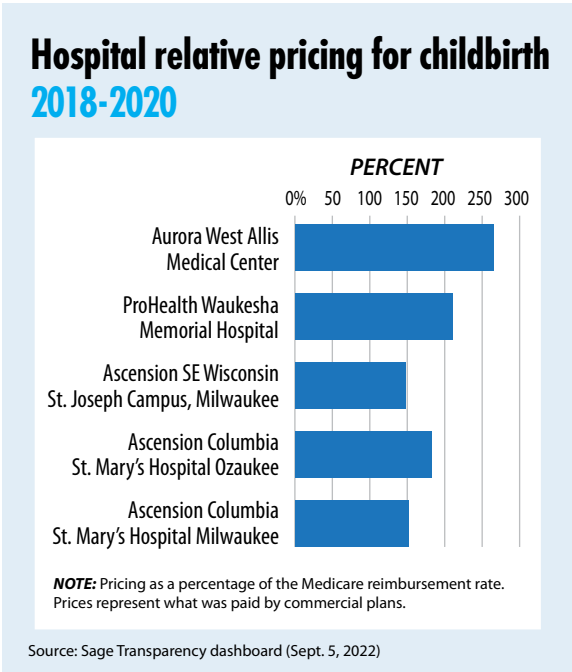 Hospital relative pricing for childbirth
2018-2020
PERCENT
0% 50 100 150 200 250 300
Aurora West Allis
Medical Center
ProHealth Waukesha
Memorial Hospital
Ascension SE Wisconsin
St. Joseph Campus, Milwaukee
Ascension Columbia
St. Mary’s Hospital Ozaukee
Ascension Columbia
St. Mary’s Hospital Milwaukee
NOTE: Pricing as a percentage of the Medicare reimbursement rate.
Prices represent what was paid by commercial plans.
Source: Sage Transparency dashboard (Sept. 5, 2022)